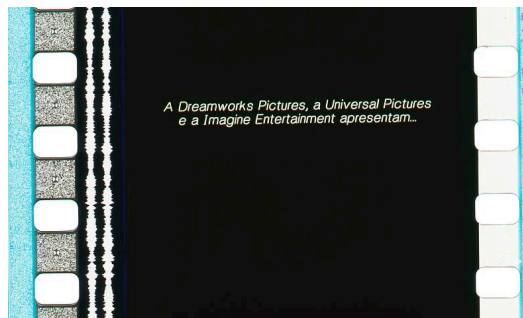 A Dreamworks Pictures, a Universal Pictures
e a Imagine Entertainment apresentam...